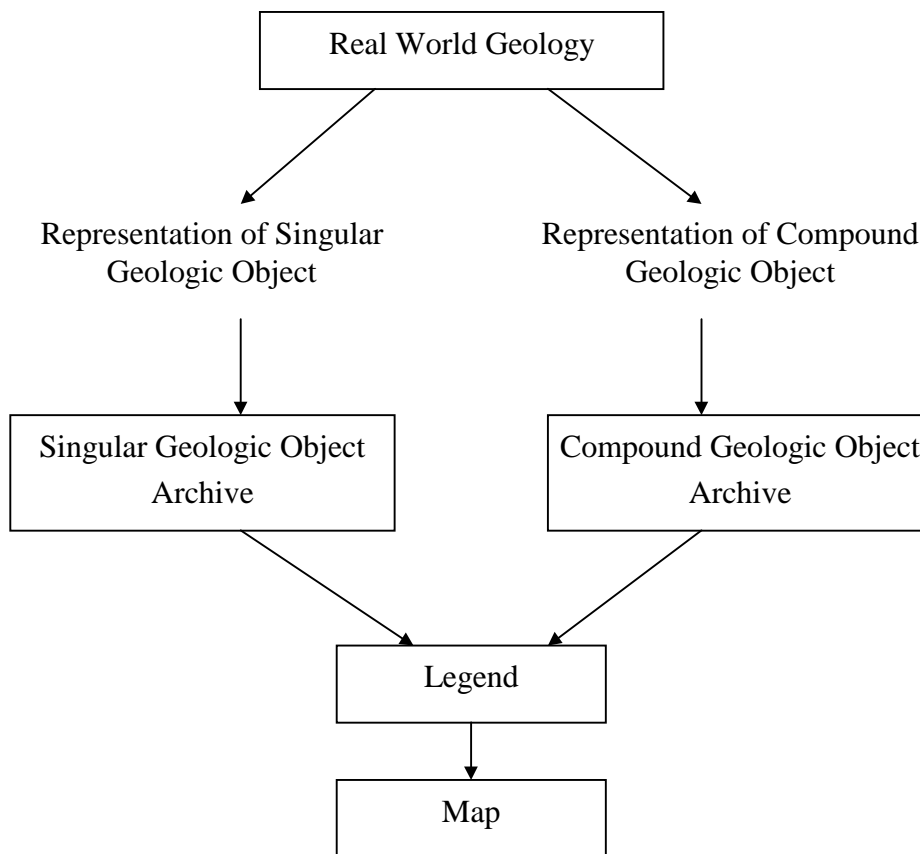 Real World Geology
Representation of Singular
Geologic Object
Representation of Compound
Geologic Object
Singular Geologic Object
Archive
Compound Geologic Object
Archive
Legend
Map